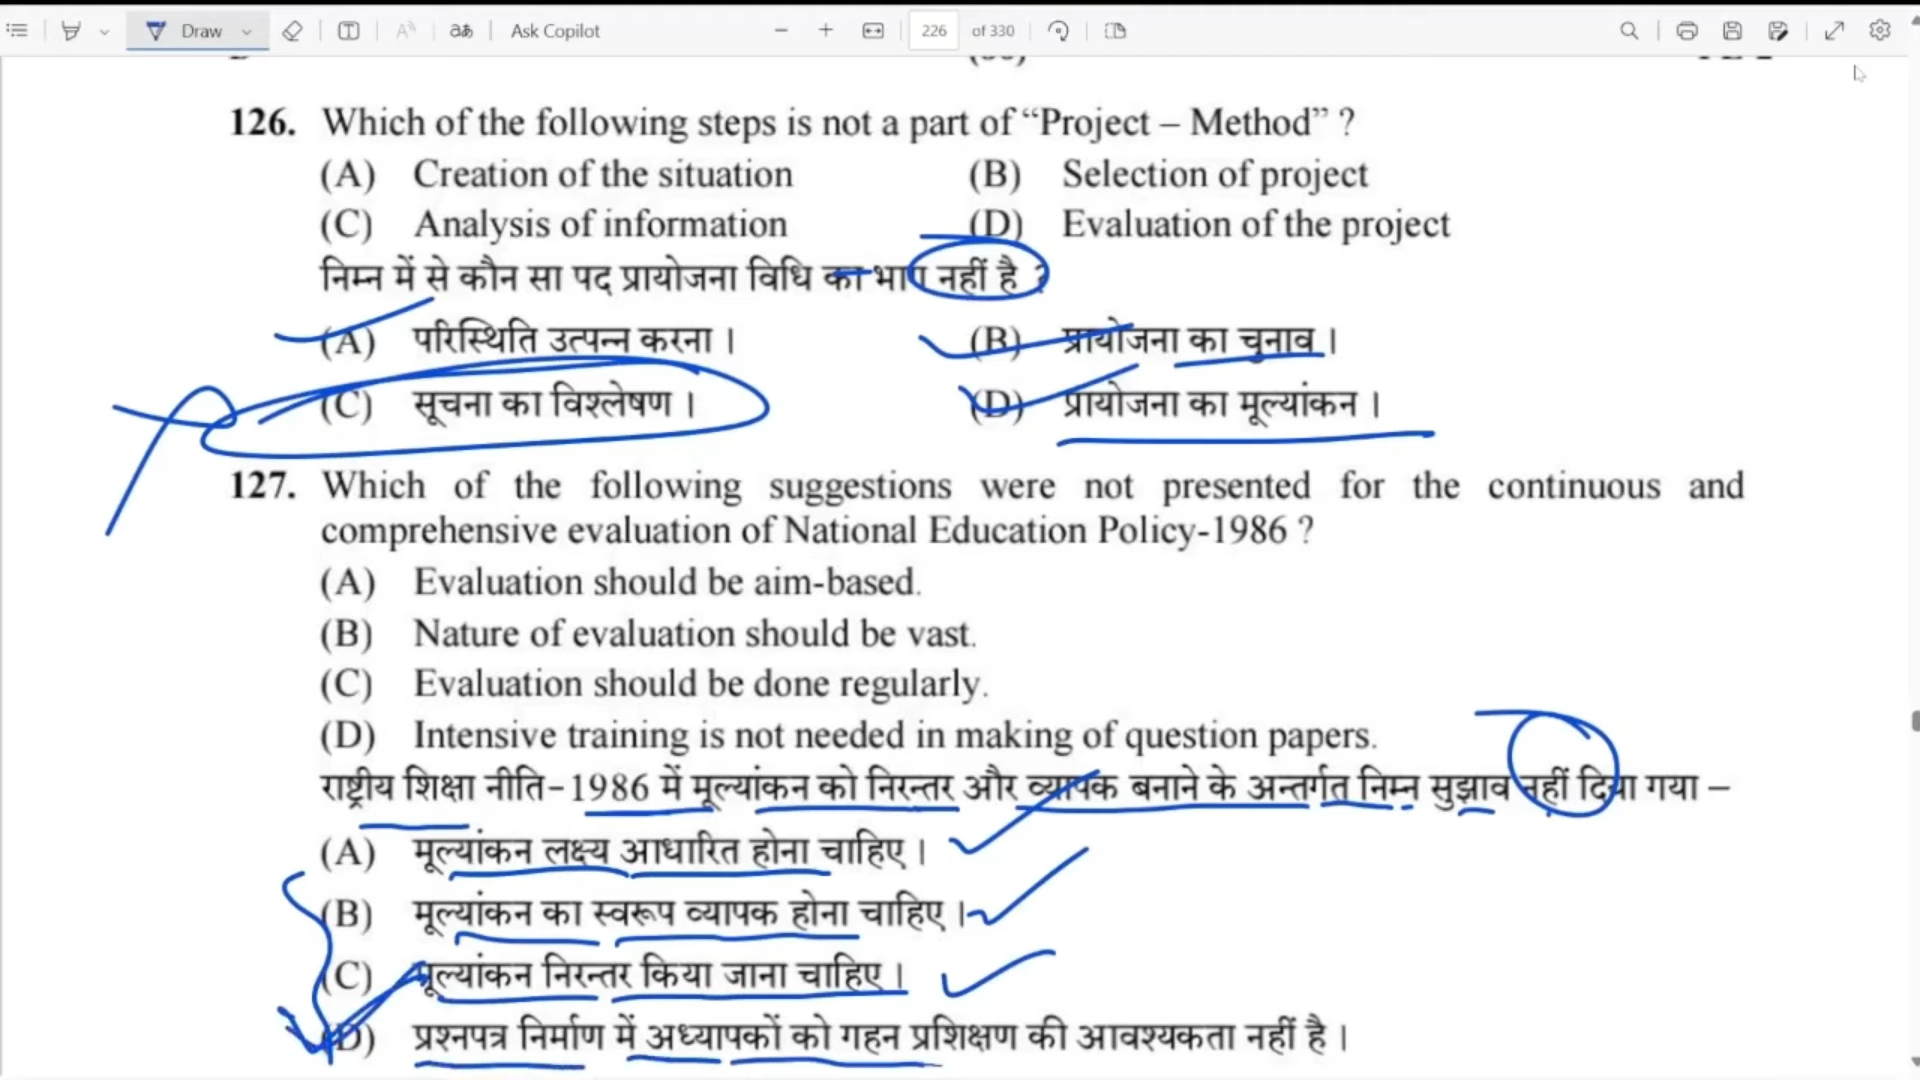 Draw
Ask Copilot
226 of 330
126. Which of the following steps is not a part of “Project – Method” ?
(A) Creation of the situation (B) Selection of project
(C) Analysis of information (D) Evaluation of the project
निम्न में से कौन सा पद प्रायोजना विधि का भाग नहीं है ?
(A) परिस्थिति उत्पन्न करना । (B) प्रायोजना का चुनाव ।
(C) सूचना का विश्लेषण । (D) प्रायोजना का मूल्यांकन ।
127. Which of the following suggestions were not presented for the continuous and
comprehensive evaluation of National Education Policy-1986 ?
(A) Evaluation should be aim-based.
(B) Nature of evaluation should be vast.
(C) Evaluation should be done regularly.
(D) Intensive training is not needed in making of question papers.
राष्ट्रीय शिक्षा नीति-1986 में मूल्यांकन को निरन्तर और व्यापक बनाने के अन्तर्गत निम्न सुझाव नहीं दिया गया –
(A) मूल्यांकन लक्ष्य आधारित होना चाहिए ।
(B) मूल्यांकन का स्वरूप व्यापक होना चाहिए ।
(C) मूल्यांकन निरन्तर किया जाना चाहिए ।
(D) प्रश्नपत्र निर्माण में अध्यापकों को गहन प्रशिक्षण की आवश्यकता नहीं है ।